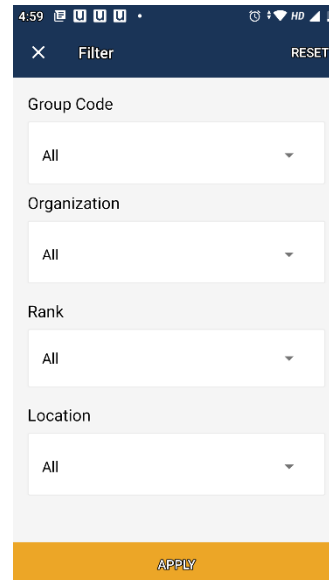 4:59 U U U HD
Filter RESET
Group Code
All
Organization
All
Rank
All
Location
All
APPLY